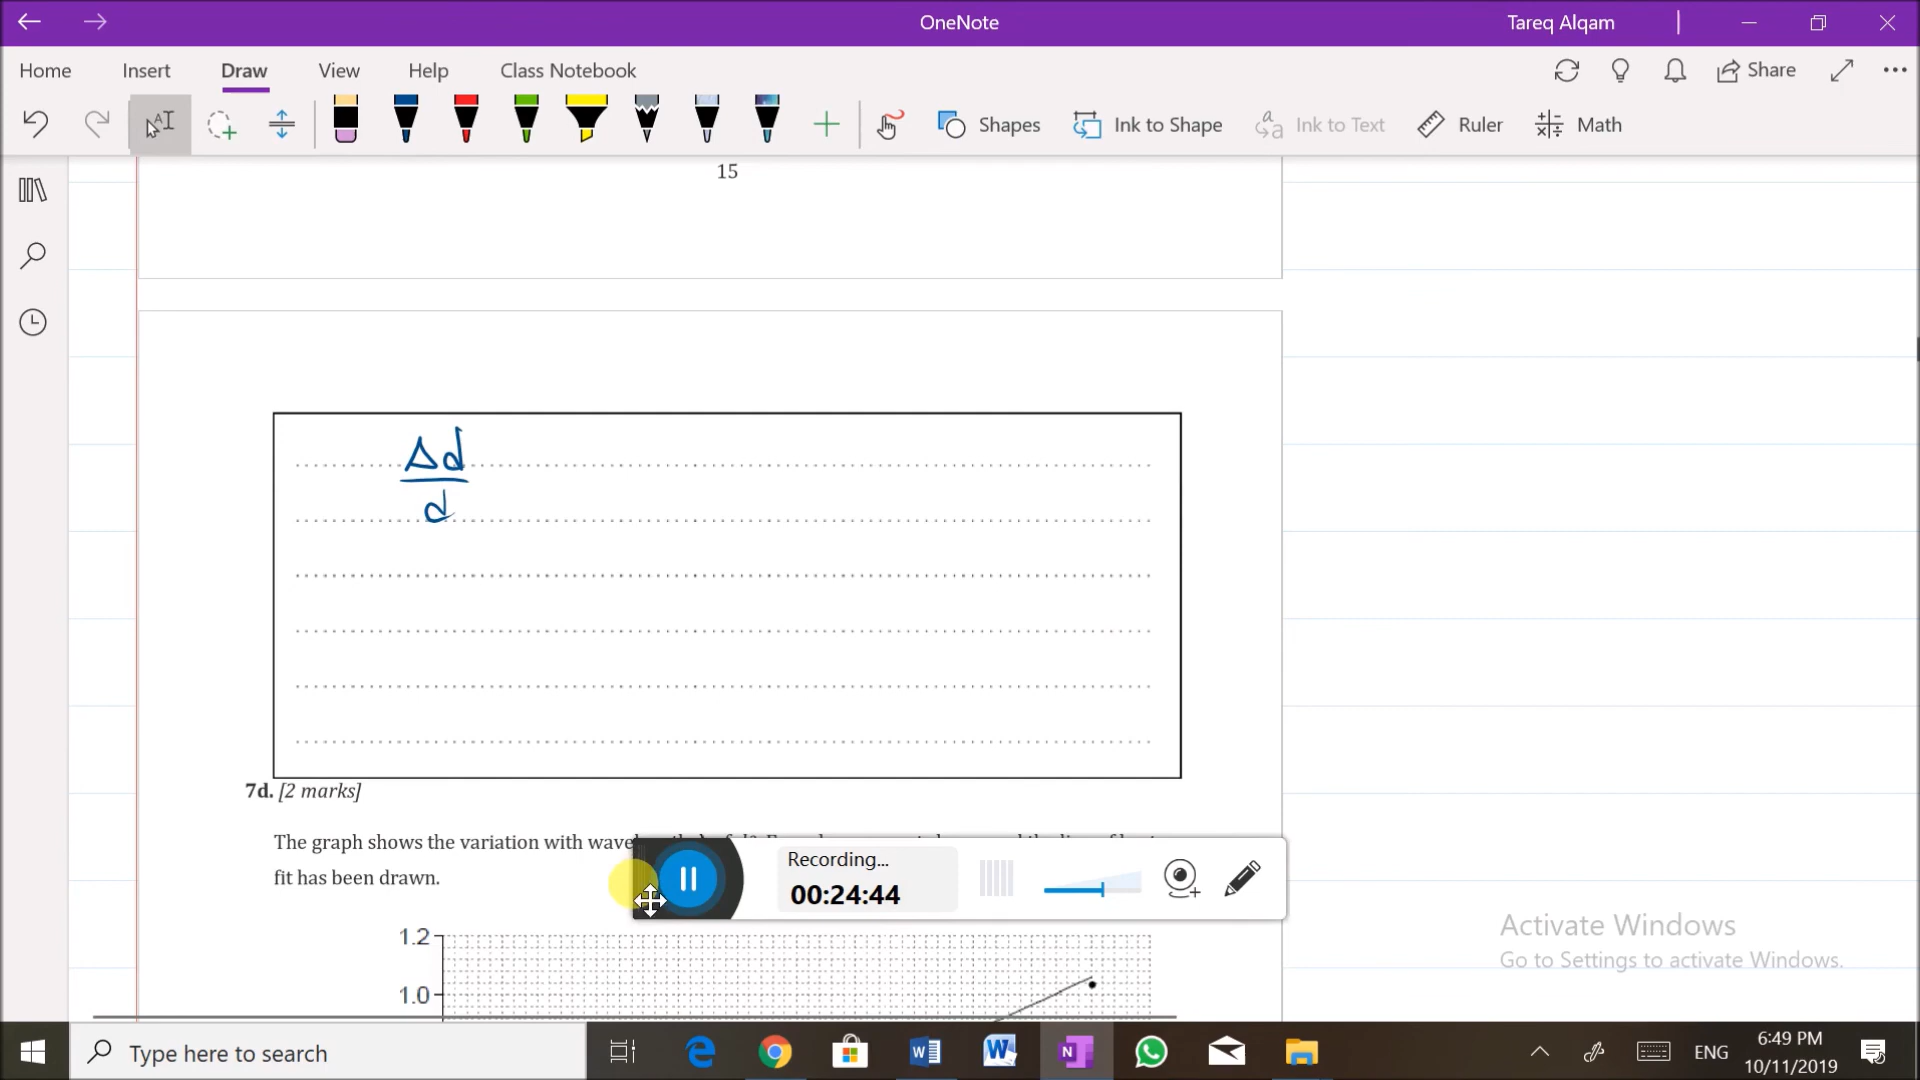 OneNote
Tareq Alqam
Home Insert Draw View Help Class Notebook
Share
Shapes Ink to Shape Ink to Text Ruler Math
15
Δd
d
7d. [2 marks]
The graph shows the variation with wave
fit has been drawn.
Recording...
00:24:44
1.2
1.0
Activate Windows
Go to Settings to activate Windows.
Type here to search
ENG
6:49 PM
10/11/2019